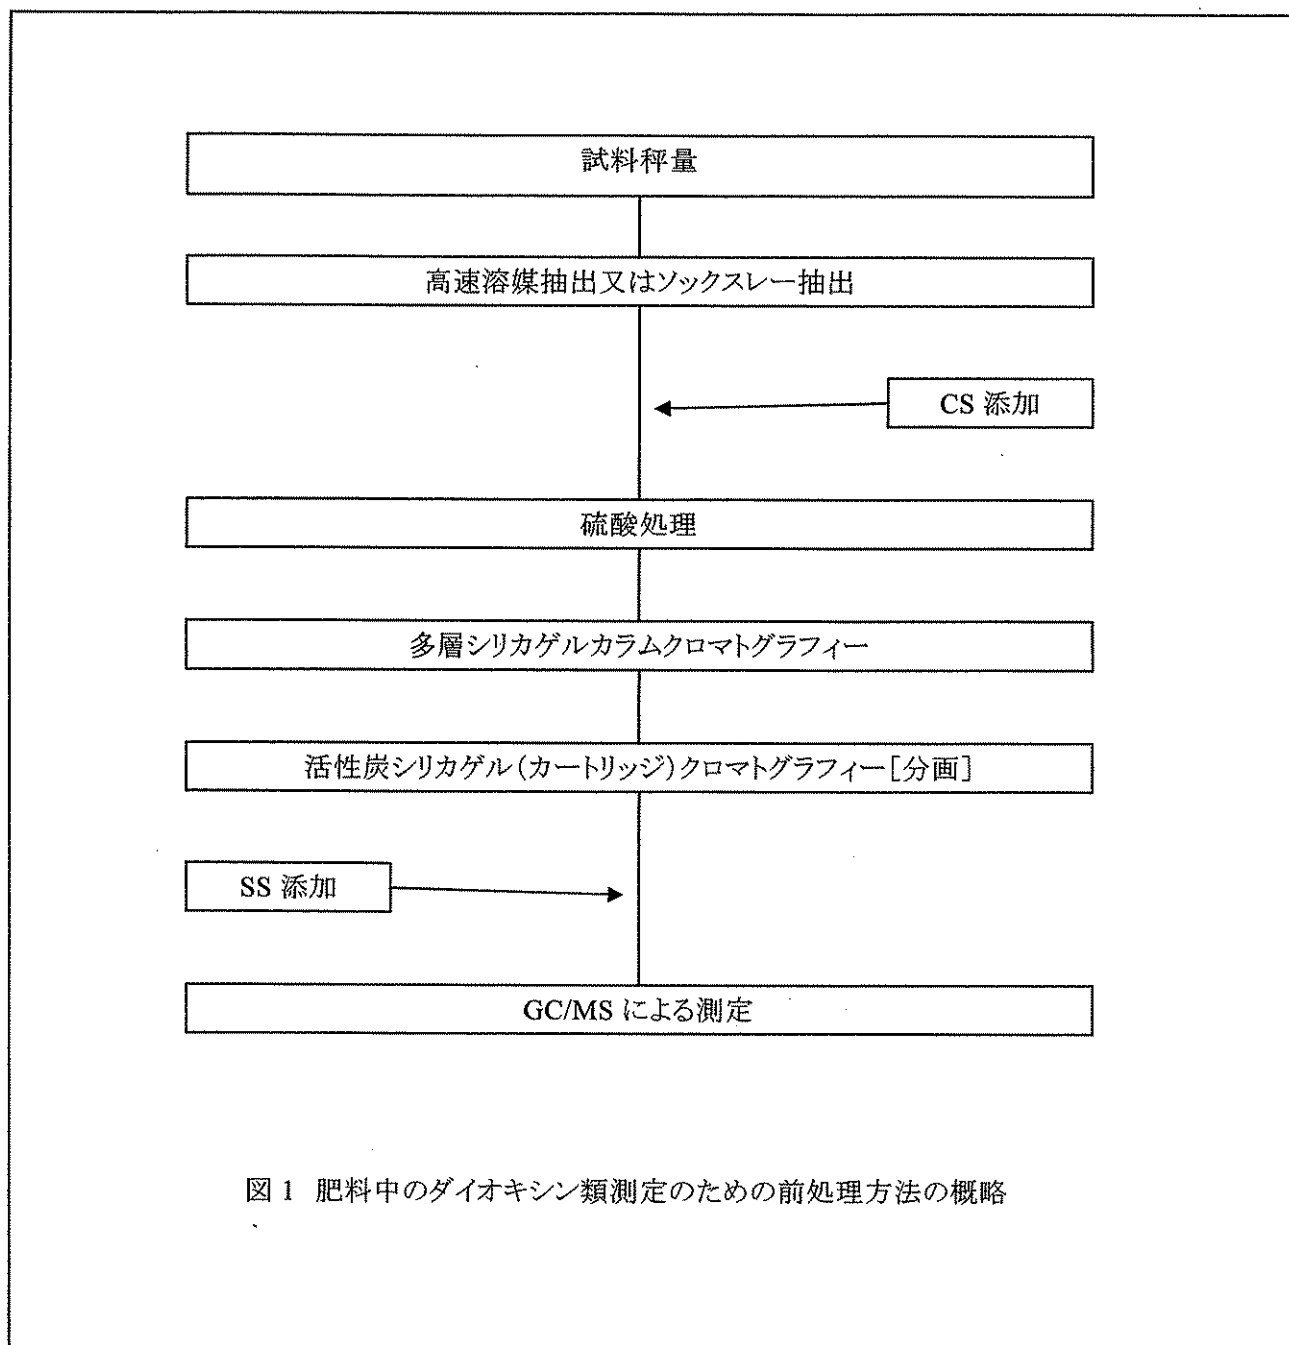 試料秤量
高速溶媒抽出又はソックスレー抽出
CS 添加
硫酸処理
多層シリカゲルカラムクロマトグラフィー
活性炭シリカゲル(カートリッジ)クロマトグラフィー[分画]
SS 添加
GC/MS による測定
図 1 肥料中のダイオキシン類測定のための前処理方法の概略